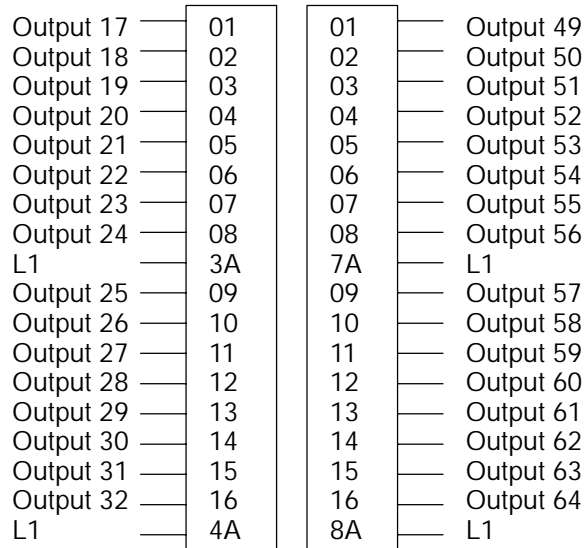 Output 17 01 01 Output 49
Output 18 02 02 Output 50
Output 19 03 03 Output 51
Output 20 04 04 Output 52
Output 21 05 05 Output 53
Output 22 06 06 Output 54
Output 23 07 07 Output 55
Output 24 08 08 Output 56
L1 3A 7A L1
Output 25 09 09 Output 57
Output 26 10 10 Output 58
Output 27 11 11 Output 59
Output 28 12 12 Output 60
Output 29 13 13 Output 61
Output 30 14 14 Output 62
Output 31 15 15 Output 63
Output 32 16 16 Output 64
L1 4A 8A L1